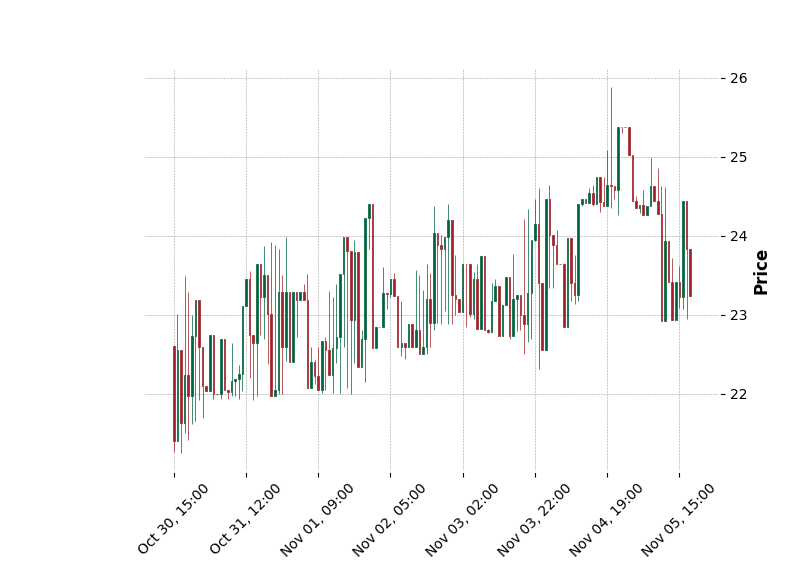 26
25
24
23
22
Price
Oct 30, 15:00
Oct 31, 12:00
Nov 01, 09:00
Nov 02, 05:00
Nov 03, 02:00
Nov 03, 22:00
Nov 04, 19:00
Nov 05, 15:00